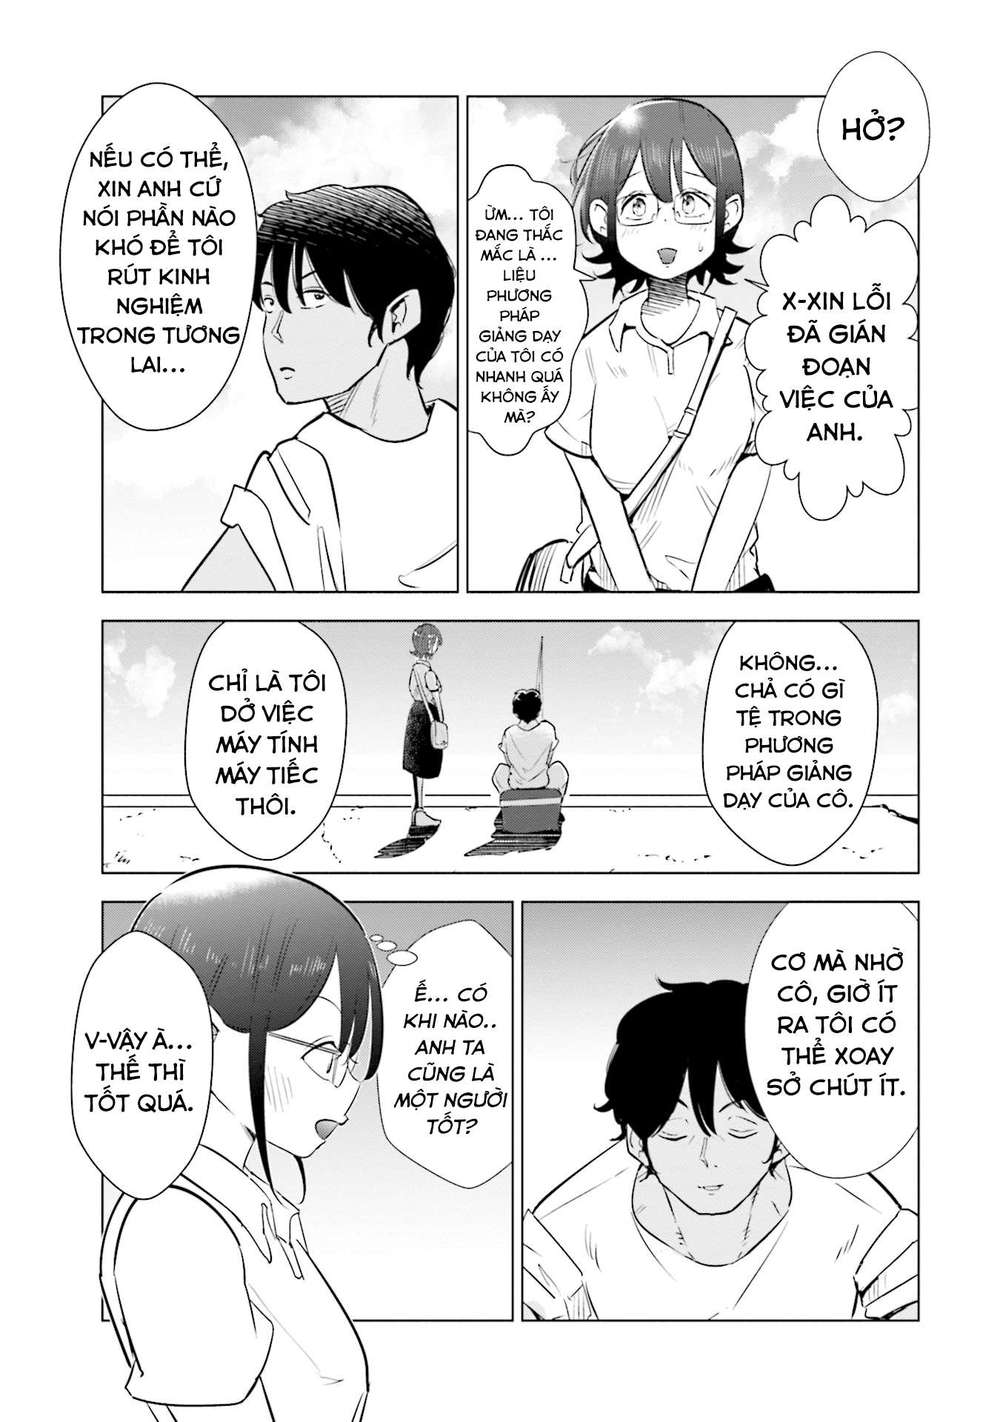 HỞ?
X-XIN LỖI
ĐÃ GIÁN
ĐOẠN
VIỆC CỦA
ANH.
ỪM... TÔI
ĐANG THẮC
MẮC LÀ ...
LIỆU
PHƯƠNG
PHÁP
GIẢNG DẠY
CỦA TÔI CÓ
NHANH QUÁ
KHÔNG ẤY
MÀ?
NẾU CÓ THỂ,
XIN ANH CỨ
NÓI PHẦN NÀO
KHÓ ĐỂ TÔI
RÚT KINH
NGHIỆM
TRONG TƯƠNG
LAI...
KHÔNG...
CHẢ CÓ GÌ
TỆ TRONG
PHƯƠNG
PHÁP GIẢNG
DẠY CỦA CÔ.
CHỈ LÀ TÔI
DỞ VIỆC
MÁY TÍNH
MÁY TIẾC
THÔI.
CƠ MÀ NHỜ
CÔ, GIỜ ÍT
RA TÔI CÓ
THỂ XOAY
SỞ CHÚT ÍT.
Ế... CÓ
KHI NÀO..
ANH TA
CŨNG LÀ
MỘT NGƯỜI
TỐT?
V-VẬY À...
THẾ THÌ
TỐT QUÁ.